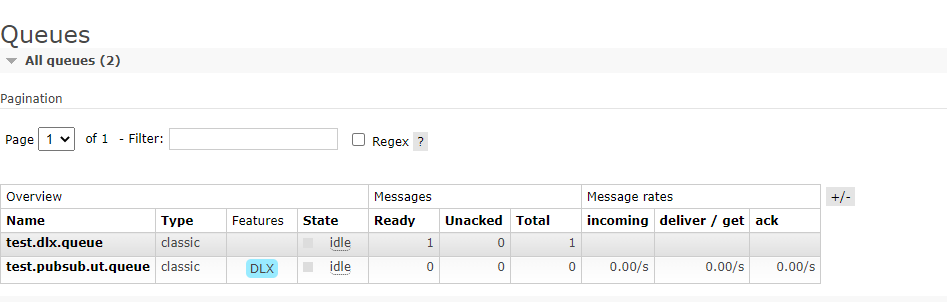 Queues
All queues (2)
Pagination
Page 1 of 1 - Filter: Regex ?
Overview Messages Message rates +/-
Name Type Features State Ready Unacked Total incoming deliver / get ack
test.dlx.queue classic idle 1 0 1
test.pubsub.ut.queue classic DLX idle 0 0 0 0.00/s 0.00/s 0.00/s